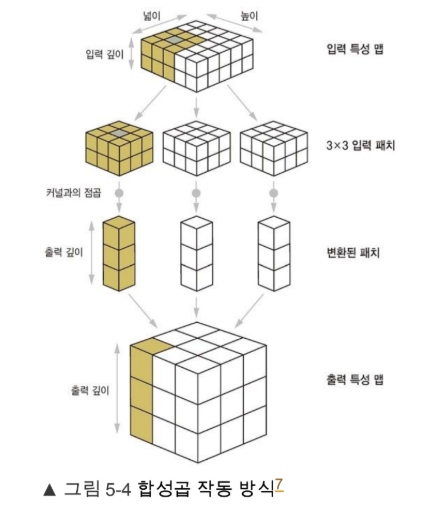 넓이
높이
입력 깊이
입력 특성 맵
3×3 입력 패치
커널과의 점곱
출력 깊이
변환된 패치
출력 깊이
출력 특성 맵
▲ 그림 5-4 합성곱 작동 방식7